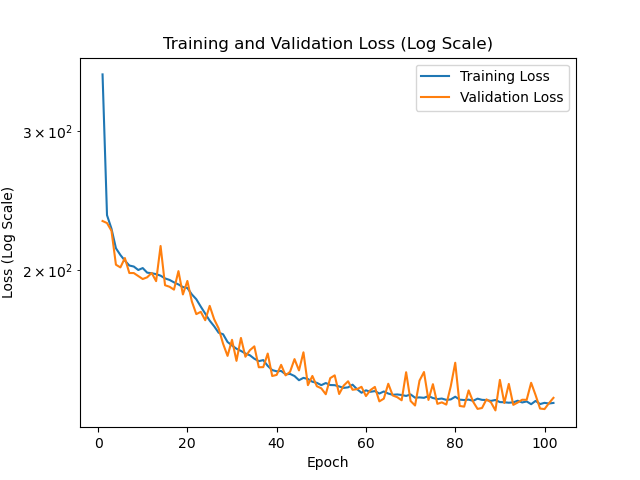 Training and Validation Loss (Log Scale)
Training Loss
Validation Loss
3 × 10²
2 × 10²
Loss (Log Scale)
0 20 40 60 80 100
Epoch